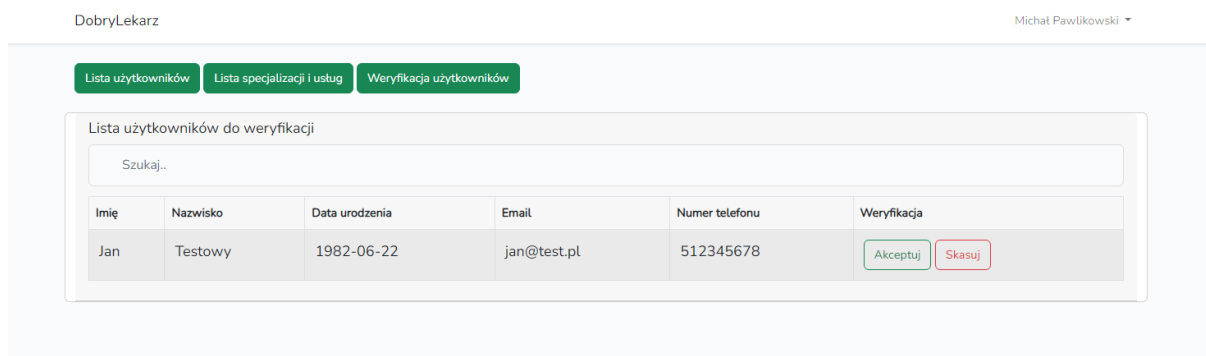 DobryLekarz Michał Pawlikowski
Lista użytkowników Lista specjalizacji i usług Weryfikacja użytkowników
Lista użytkowników do weryfikacji
Szukaj..
Imię Nazwisko Data urodzenia Email Numer telefonu Weryfikacja
Jan Testowy 1982-06-22 jan@test.pl 512345678 Akceptuj Skasuj